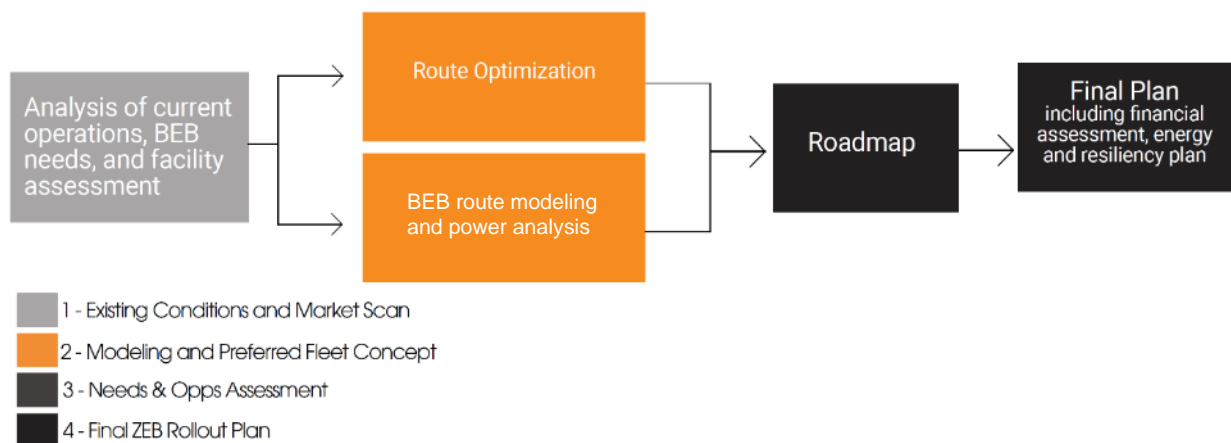 Analysis of current
operations, BEB
needs, and facility
assessment
Route Optimization
BEB route modeling
and power analysis
Roadmap
Final Plan
including financial
assessment, energy
and resiliency plan
1 - Existing Conditions and Market Scan
2 - Modeling and Preferred Fleet Concept
3 - Needs & Opps Assessment
4 - Final ZEB Rollout Plan